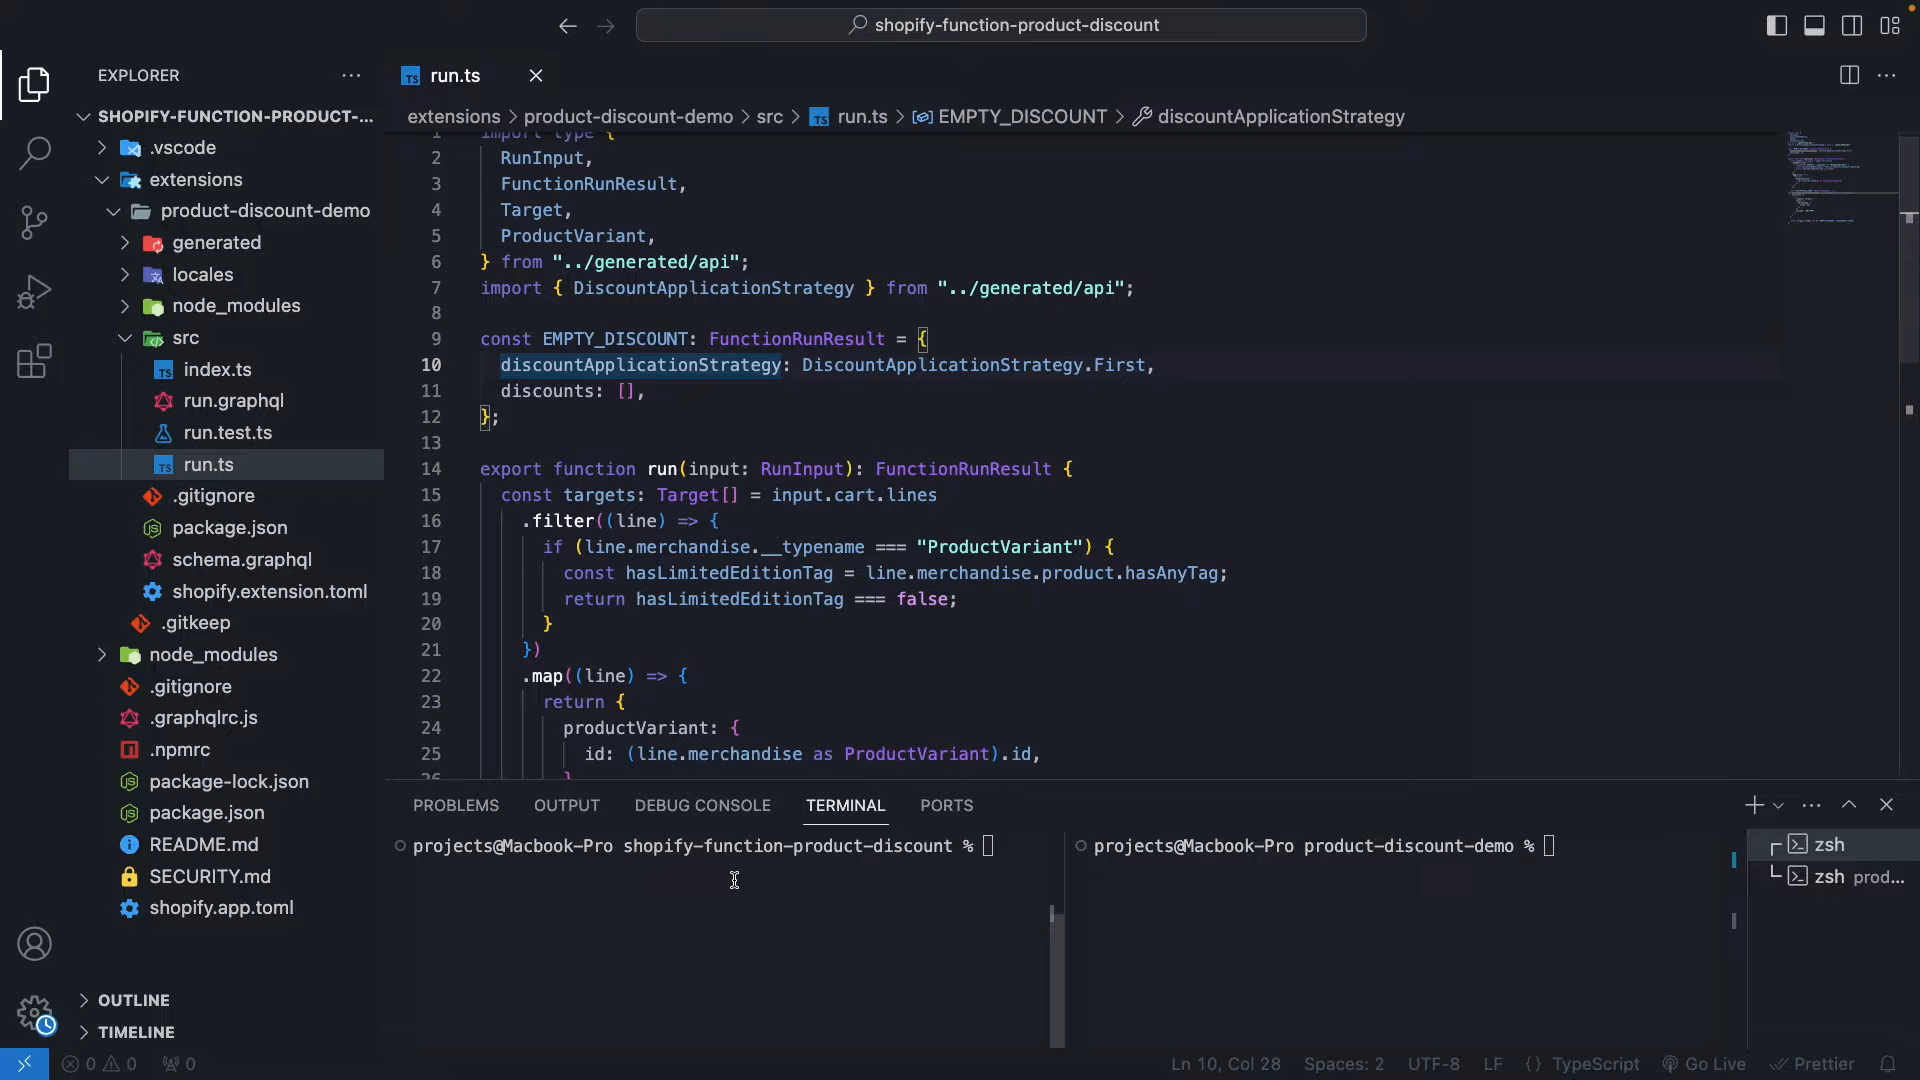 shopify-function-product-discount
EXPLORER
SHOPIFY-FUNCTION-PRODUCT-...
.vscode
extensions
product-discount-demo
generated
locales
node_modules
src
index.ts
run.graphql
run.test.ts
run.ts
.gitignore
package.json
schema.graphql
shopify.extension.toml
.gitkeep
node_modules
.gitignore
.graphqlrc.js
.npmrc
package-lock.json
package.json
README.md
SECURITY.md
shopify.app.toml
OUTLINE
TIMELINE
TS run.ts
extensions > product-discount-demo > src > TS run.ts > EMPTY_DISCOUNT > discountApplicationStrategy
1 import type {
2 RunInput,
3 FunctionRunResult,
4 Target,
5 ProductVariant,
6 } from "../generated/api";
7 import { DiscountApplicationStrategy } from "../generated/api";
8
9 const EMPTY_DISCOUNT: FunctionRunResult = {
10 discountApplicationStrategy: DiscountApplicationStrategy.First,
11 discounts: [],
12 };
13
14 export function run(input: RunInput): FunctionRunResult {
15 const targets: Target[] = input.cart.lines
16 .filter((line) => {
17 if (line.merchandise.__typename === "ProductVariant") {
18 const hasLimitedEditionTag = line.merchandise.product.hasAnyTag;
19 return hasLimitedEditionTag === false;
20 }
21 })
22 .map((line) => {
23 return {
24 productVariant: {
25 id: (line.merchandise as ProductVariant).id,
26 }
PROBLEMS OUTPUT DEBUG CONSOLE TERMINAL PORTS
projects@Macbook-Pro shopify-function-product-discount %
projects@Macbook-Pro product-discount-demo %
zsh
zsh prod...
0 0 0
Ln 10, Col 28 Spaces: 2 UTF-8 LF {} TypeScript Go Live Prettier